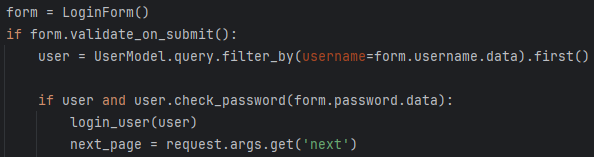 form = LoginForm()
if form.validate_on_submit():
    user = UserModel.query.filter_by(username=form.username.data).first()

    if user and user.check_password(form.password.data):
        login_user(user)
        next_page = request.args.get('next')